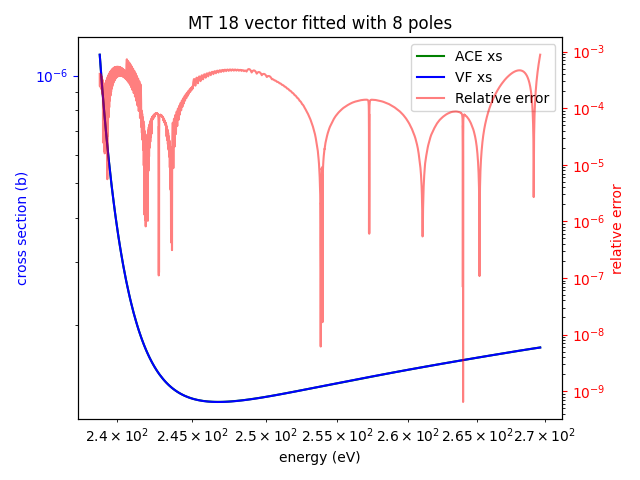 MT 18 vector fitted with 8 poles
ACE xs
VF xs
Relative error
10⁻⁶
cross section (b)
10⁻³
10⁻⁴
10⁻⁵
10⁻⁶
10⁻⁷
10⁻⁸
10⁻⁹
relative error
2.4 × 10² 2.45 × 10² 2.5 × 10² 2.55 × 10² 2.6 × 10² 2.65 × 10² 2.7 × 10²
energy (eV)